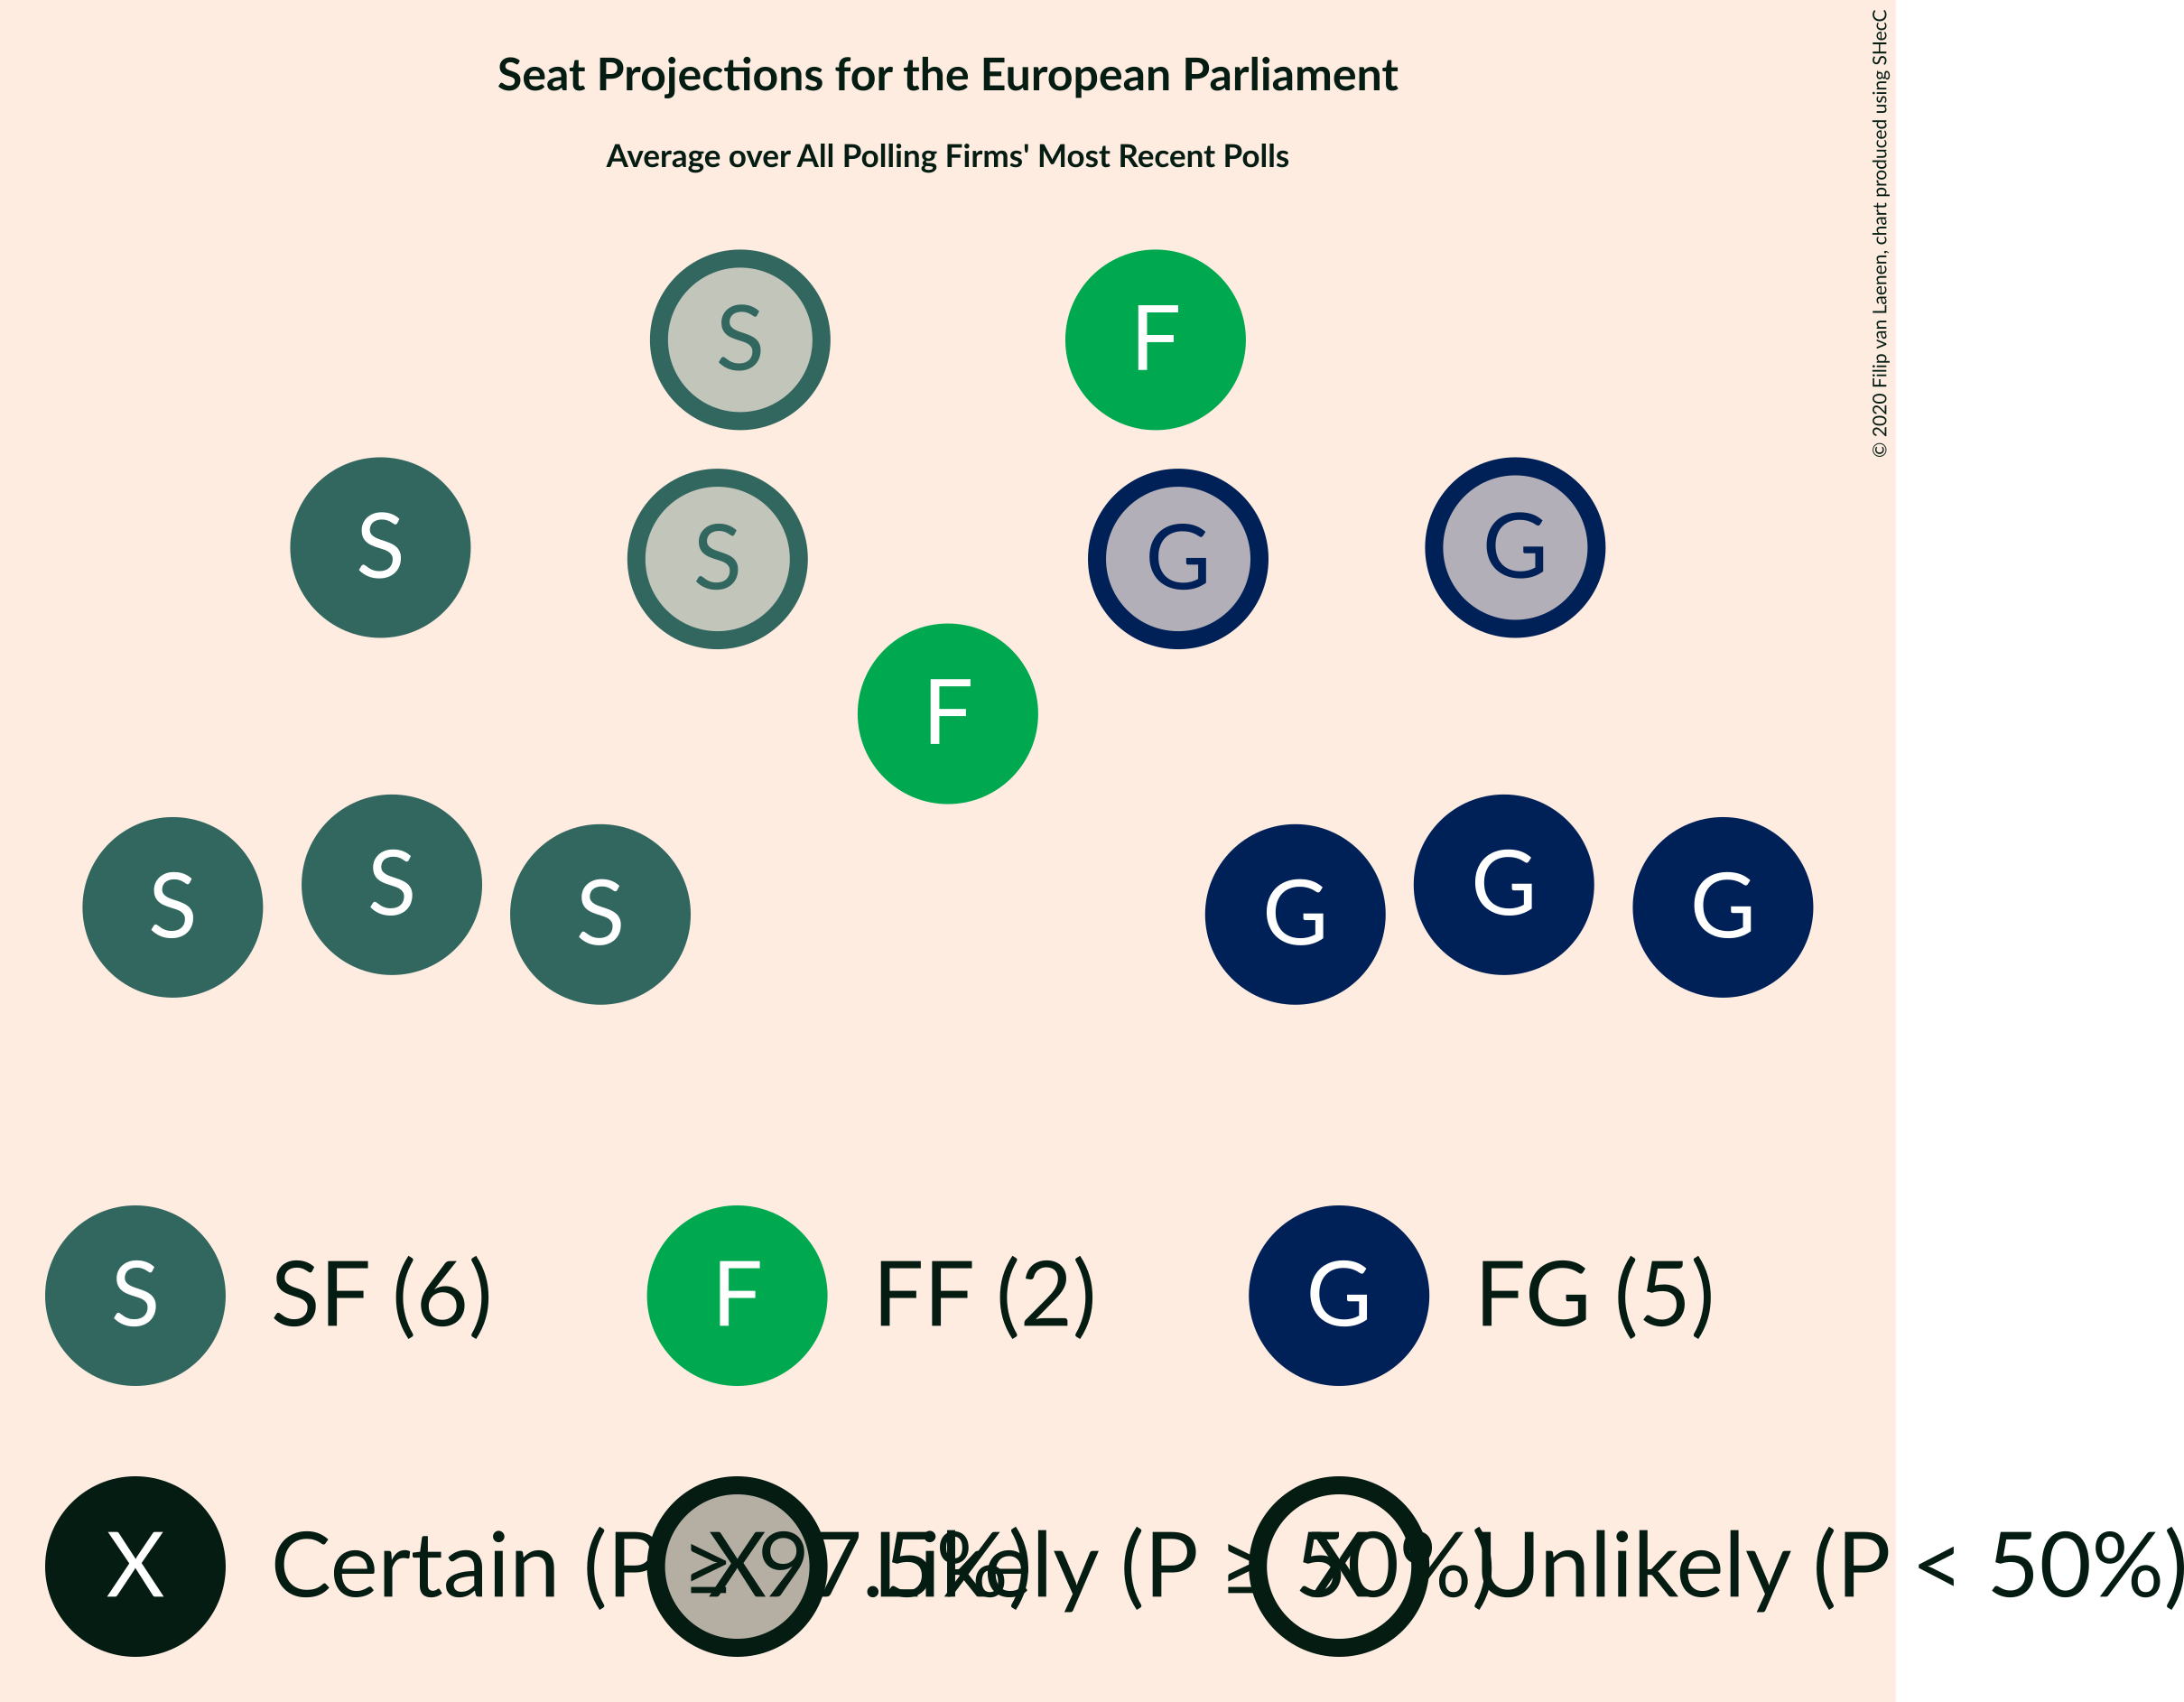 Seat Projections for the European Parliament
Average over All Polling Firms' Most Recent Polls
© 2020 Filip van Laenen, chart produced using SHecC
S F
S S G G
F
S S S G G G
S SF (6) F FF (2) G FG (5)
X Certain (P ≥ 97.5%) X Likely (P ≥ 50%) X Unlikely (P < 50%)